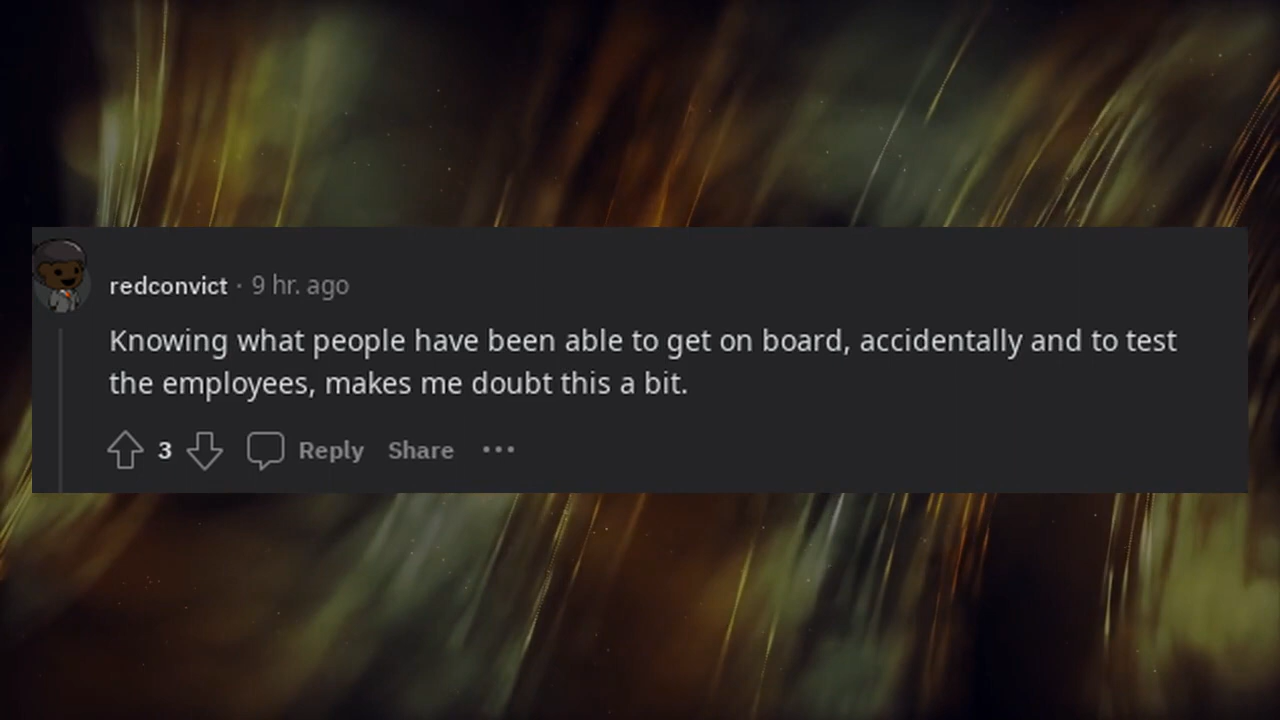 redconvict · 9 hr. ago
Knowing what people have been able to get on board, accidentally and to test
the employees, makes me doubt this a bit.
3 Reply Share •••